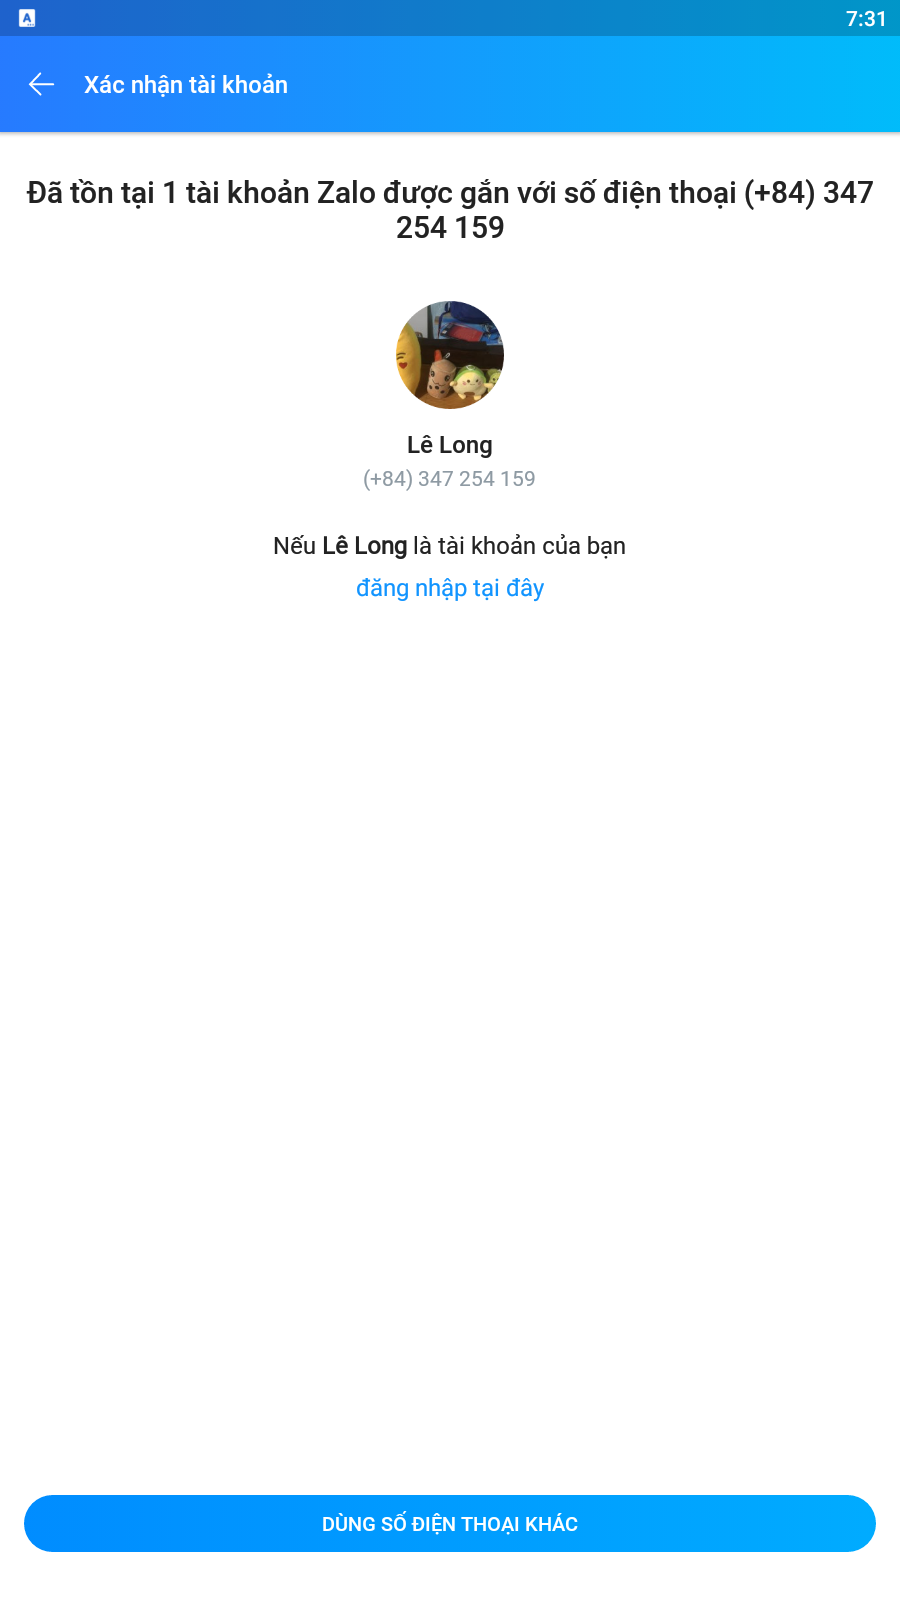 7:31
Xác nhận tài khoản
Đã tồn tại 1 tài khoản Zalo được gắn với số điện thoại (+84) 347
254 159
Lê Long
(+84) 347 254 159
Nếu Lê Long là tài khoản của bạn
đăng nhập tại đây
DÙNG SỐ ĐIỆN THOẠI KHÁC